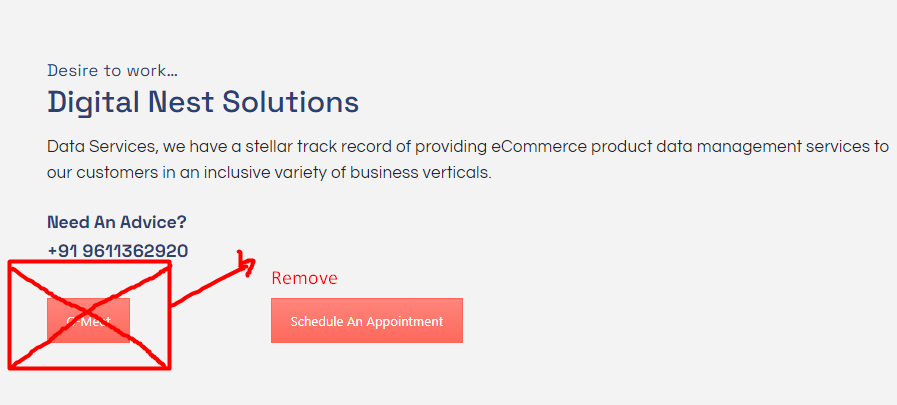 Desire to work...
Digital Nest Solutions
Data Services, we have a stellar track record of providing eCommerce product data management services to
our customers in an inclusive variety of business verticals.
Need An Advice?
+91 9611362920
Remove
G-Meet
Schedule An Appointment